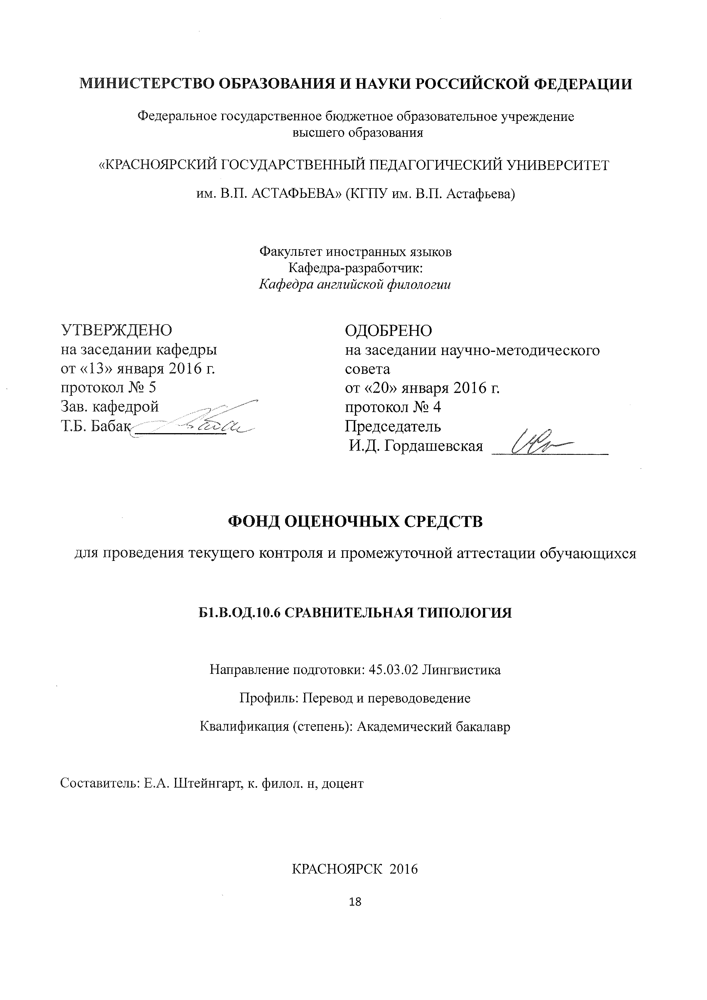 МИНИСТЕРСТВО ОБРАЗОВАНИЯ И НАУКИ РОССИЙСКОЙ ФЕДЕРАЦИИ
Федеральное государственное бюджетное образовательное учреждение
высшего образования
«КРАСНОЯРСКИЙ ГОСУДАРСТВЕННЫЙ ПЕДАГОГИЧЕСКИЙ УНИВЕРСИТЕТ
им. В.П. АСТАФЬЕВА» (КГПУ им. В.П. Астафьева)
Факультет иностранных языков
Кафедра-разработчик:
Кафедра английской филологии
УТВЕРЖДЕНО
на заседании кафедры
от «13» января 2016 г.
протокол № 5
Зав. кафедрой
Т.Б. Бабак
ОДОБРЕНО
на заседании научно-методического
совета
от «20» января 2016 г.
протокол № 4
Председатель
И.Д. Гордашевская
ФОНД ОЦЕНОЧНЫХ СРЕДСТВ
для проведения текущего контроля и промежуточной аттестации обучающихся
Б1.В.ОД.10.6 СРАВНИТЕЛЬНАЯ ТИПОЛОГИЯ
Направление подготовки: 45.03.02 Лингвистика
Профиль: Перевод и переводоведение
Квалификация (степень): Академический бакалавр
Составитель: Е.А. Штейнгарт, к. филол. н, доцент
КРАСНОЯРСК 2016
18